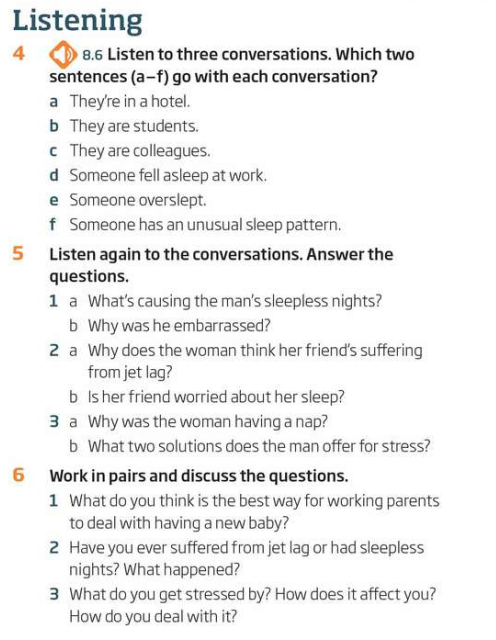 Listening
4 8.6 Listen to three conversations. Which two
sentences (a–f) go with each conversation?
a They're in a hotel.
b They are students.
c They are colleagues.
d Someone fell asleep at work.
e Someone overslept.
f Someone has an unusual sleep pattern.
5 Listen again to the conversations. Answer the
questions.
1 a What's causing the man's sleepless nights?
b Why was he embarrassed?
2 a Why does the woman think her friend's suffering
from jet lag?
b Is her friend worried about her sleep?
3 a Why was the woman having a nap?
b What two solutions does the man offer for stress?
6 Work in pairs and discuss the questions.
1 What do you think is the best way for working parents
to deal with having a new baby?
2 Have you ever suffered from jet lag or had sleepless
nights? What happened?
3 What do you get stressed by? How does it affect you?
How do you deal with it?